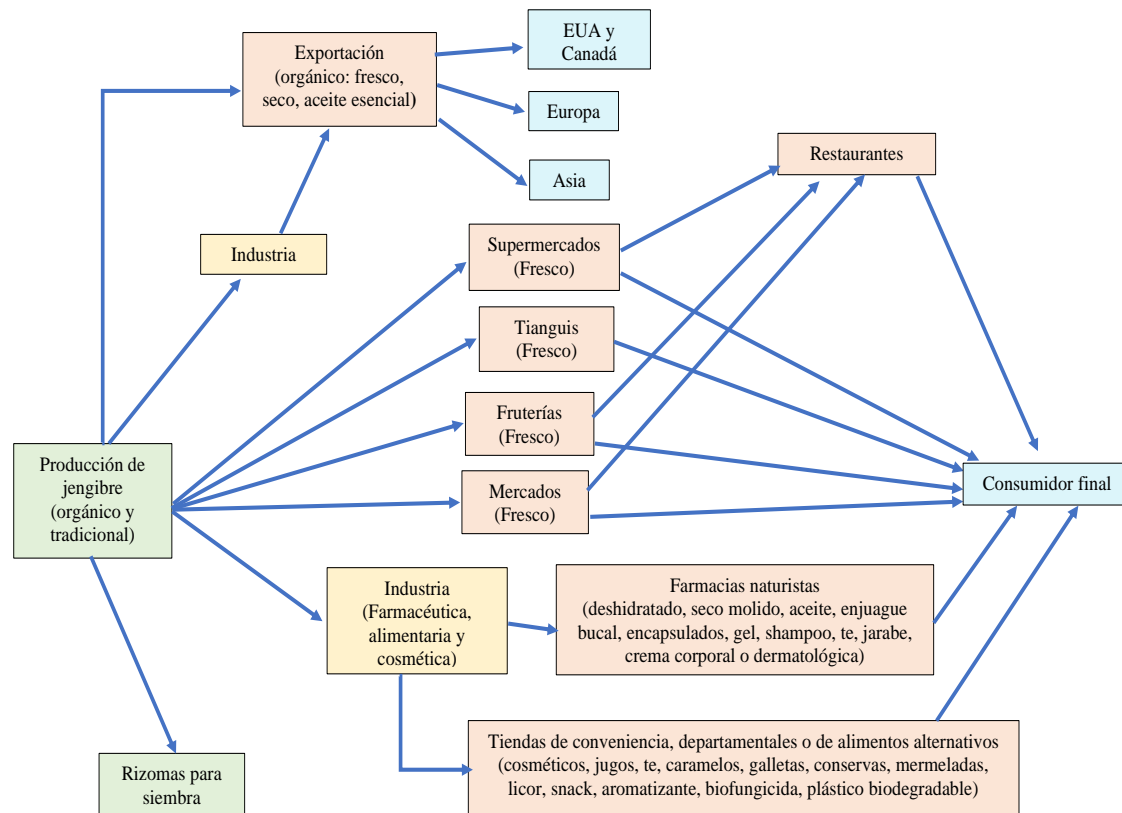 EUA y
Canadá
Exportación
(orgánico: fresco,
seco, aceite esencial)
Europa
Asia
Restaurantes
Industria
Supermercados
(Fresco)
Tianguis
(Fresco)
Fruterías
(Fresco)
Mercados
(Fresco)
Producción de
jengibre
(orgánico y
tradicional)
Consumidor final
Industria
(Farmacéutica,
alimentaria y
cosmética)
Farmacias naturistas
(deshidratado, seco molido, aceite, enjuague
bucal, encapsulados, gel, shampoo, te, jarabe,
crema corporal o dermatológica)
Tiendas de conveniencia, departamentales o de alimentos alternativos
(cosméticos, jugos, te, caramelos, galletas, conservas, mermeladas,
licor, snack, aromatizante, biofungicida, plástico biodegradable)
Rizomas para
siembra